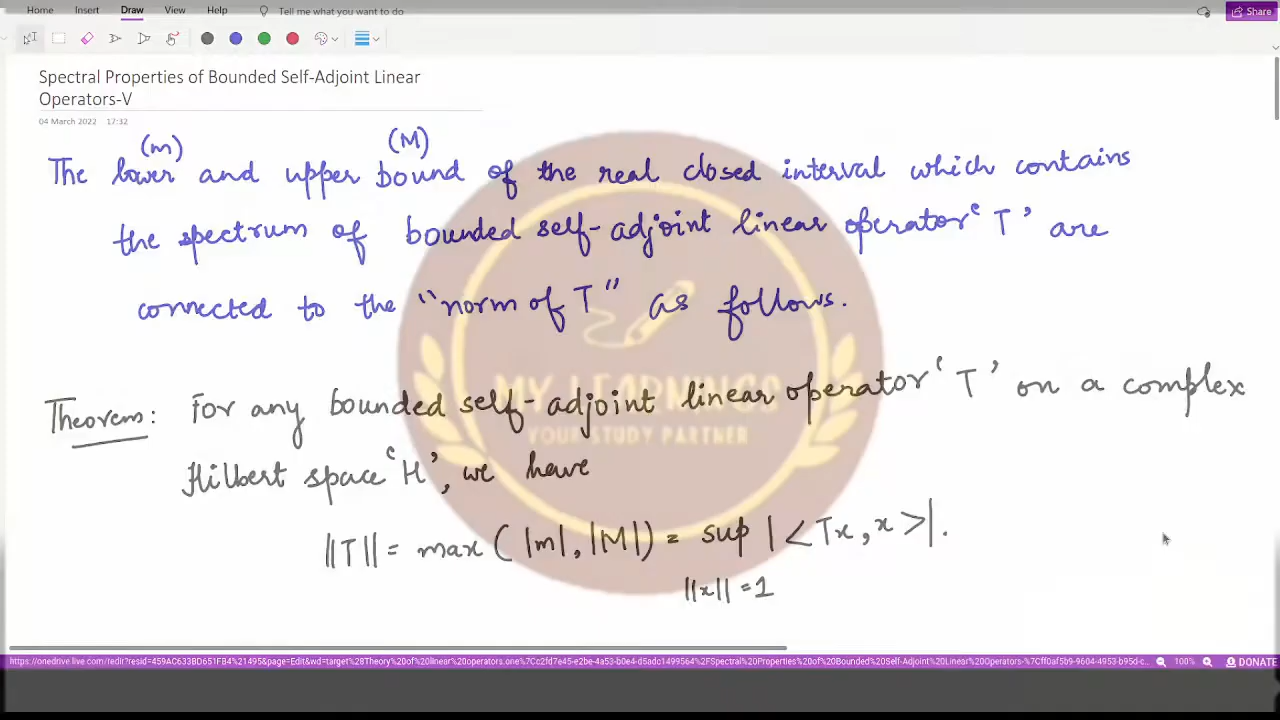 Home Insert Draw View Help Tell me what you want to do Share
Spectral Properties of Bounded Self-Adjoint Linear
Operators-V
04 March 2022 17:32
(m) (M)
The lower and upper bound of the real closed interval which contains
the spectrum of bounded self-adjoint linear operator 'T' are
connected to the "norm of T" as follows.
MY LEARNINGS
YOUR STUDY PARTNER
Theorem: For any bounded self-adjoint linear operator 'T' on a complex
Hilbert space 'H', we have
||T|| = max (|m|, |M|) = sup |<Tx, x>|.
||x|| = 1
100% DONATE